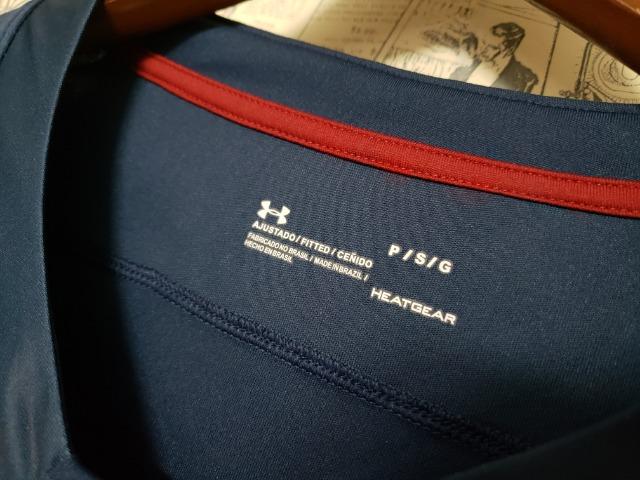 AJUSTADO / FITTED / CEÑIDO
FABRICADO NO BRASIL / MADE IN BRAZIL /
HECHO EN BRASIL
P / S / G
HEATGEAR